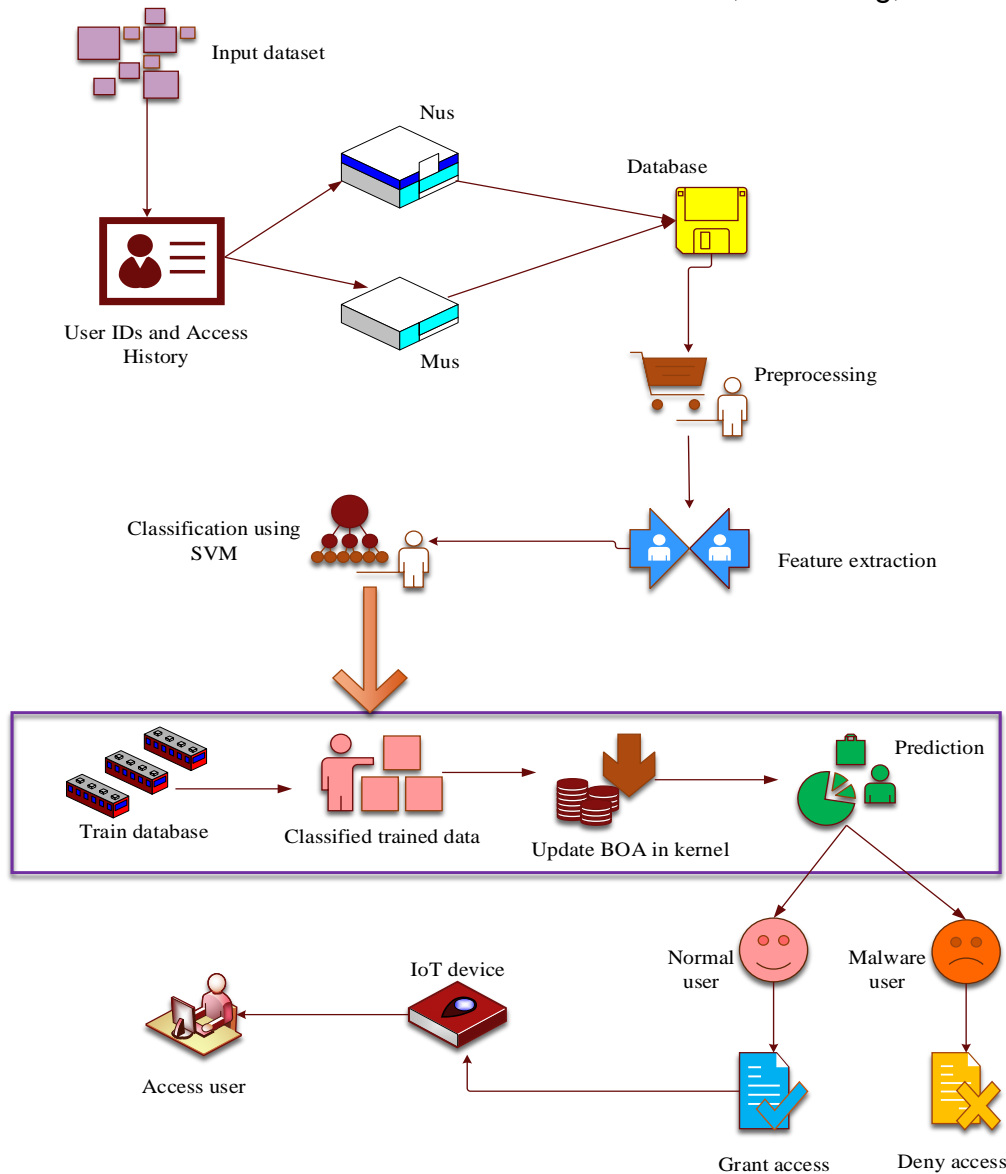 Input dataset
Nus
Database
User IDs and Access
History
Mus
Preprocessing
Classification using
SVM
Feature extraction
Train database
Classified trained data
Update BOA in kernel
Prediction
Normal
user
Malware
user
IoT device
Access user
Grant access
Deny access